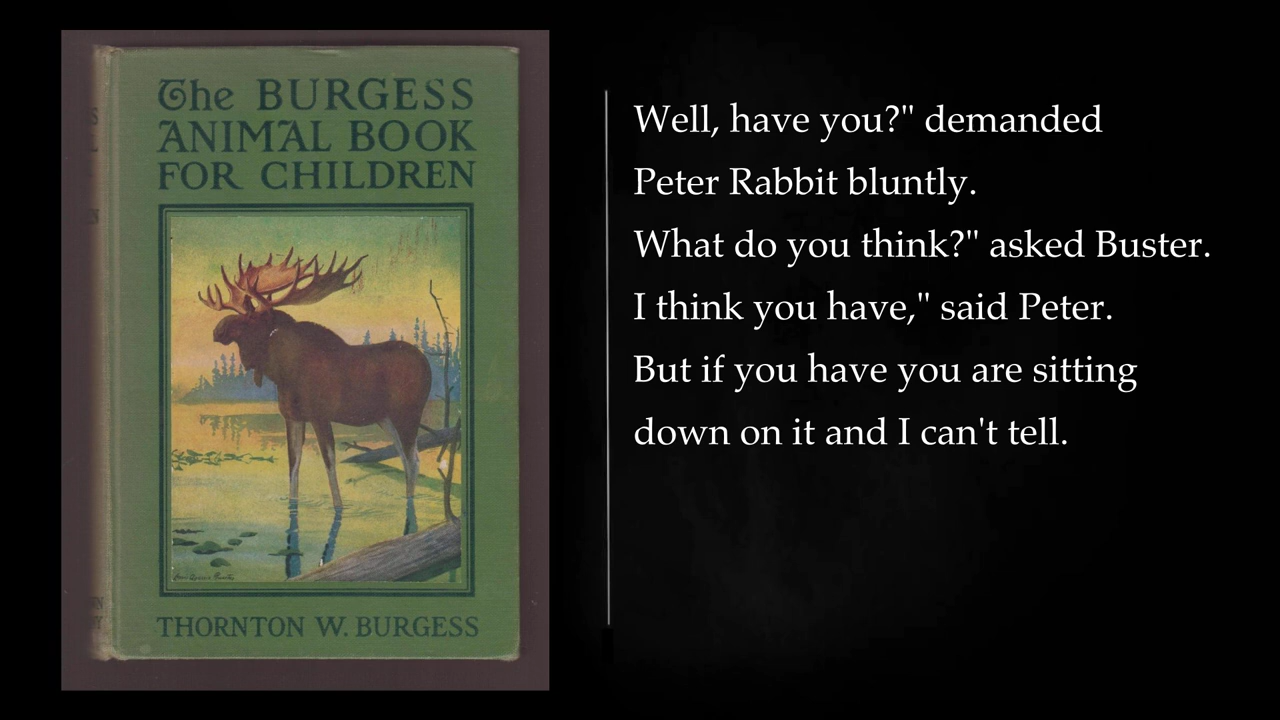 The BURGESS
ANIMAL BOOK
FOR CHILDREN
THORNTON W. BURGESS
Well, have you?" demanded
Peter Rabbit bluntly.
What do you think?" asked Buster.
I think you have," said Peter.
But if you have you are sitting
down on it and I can't tell.